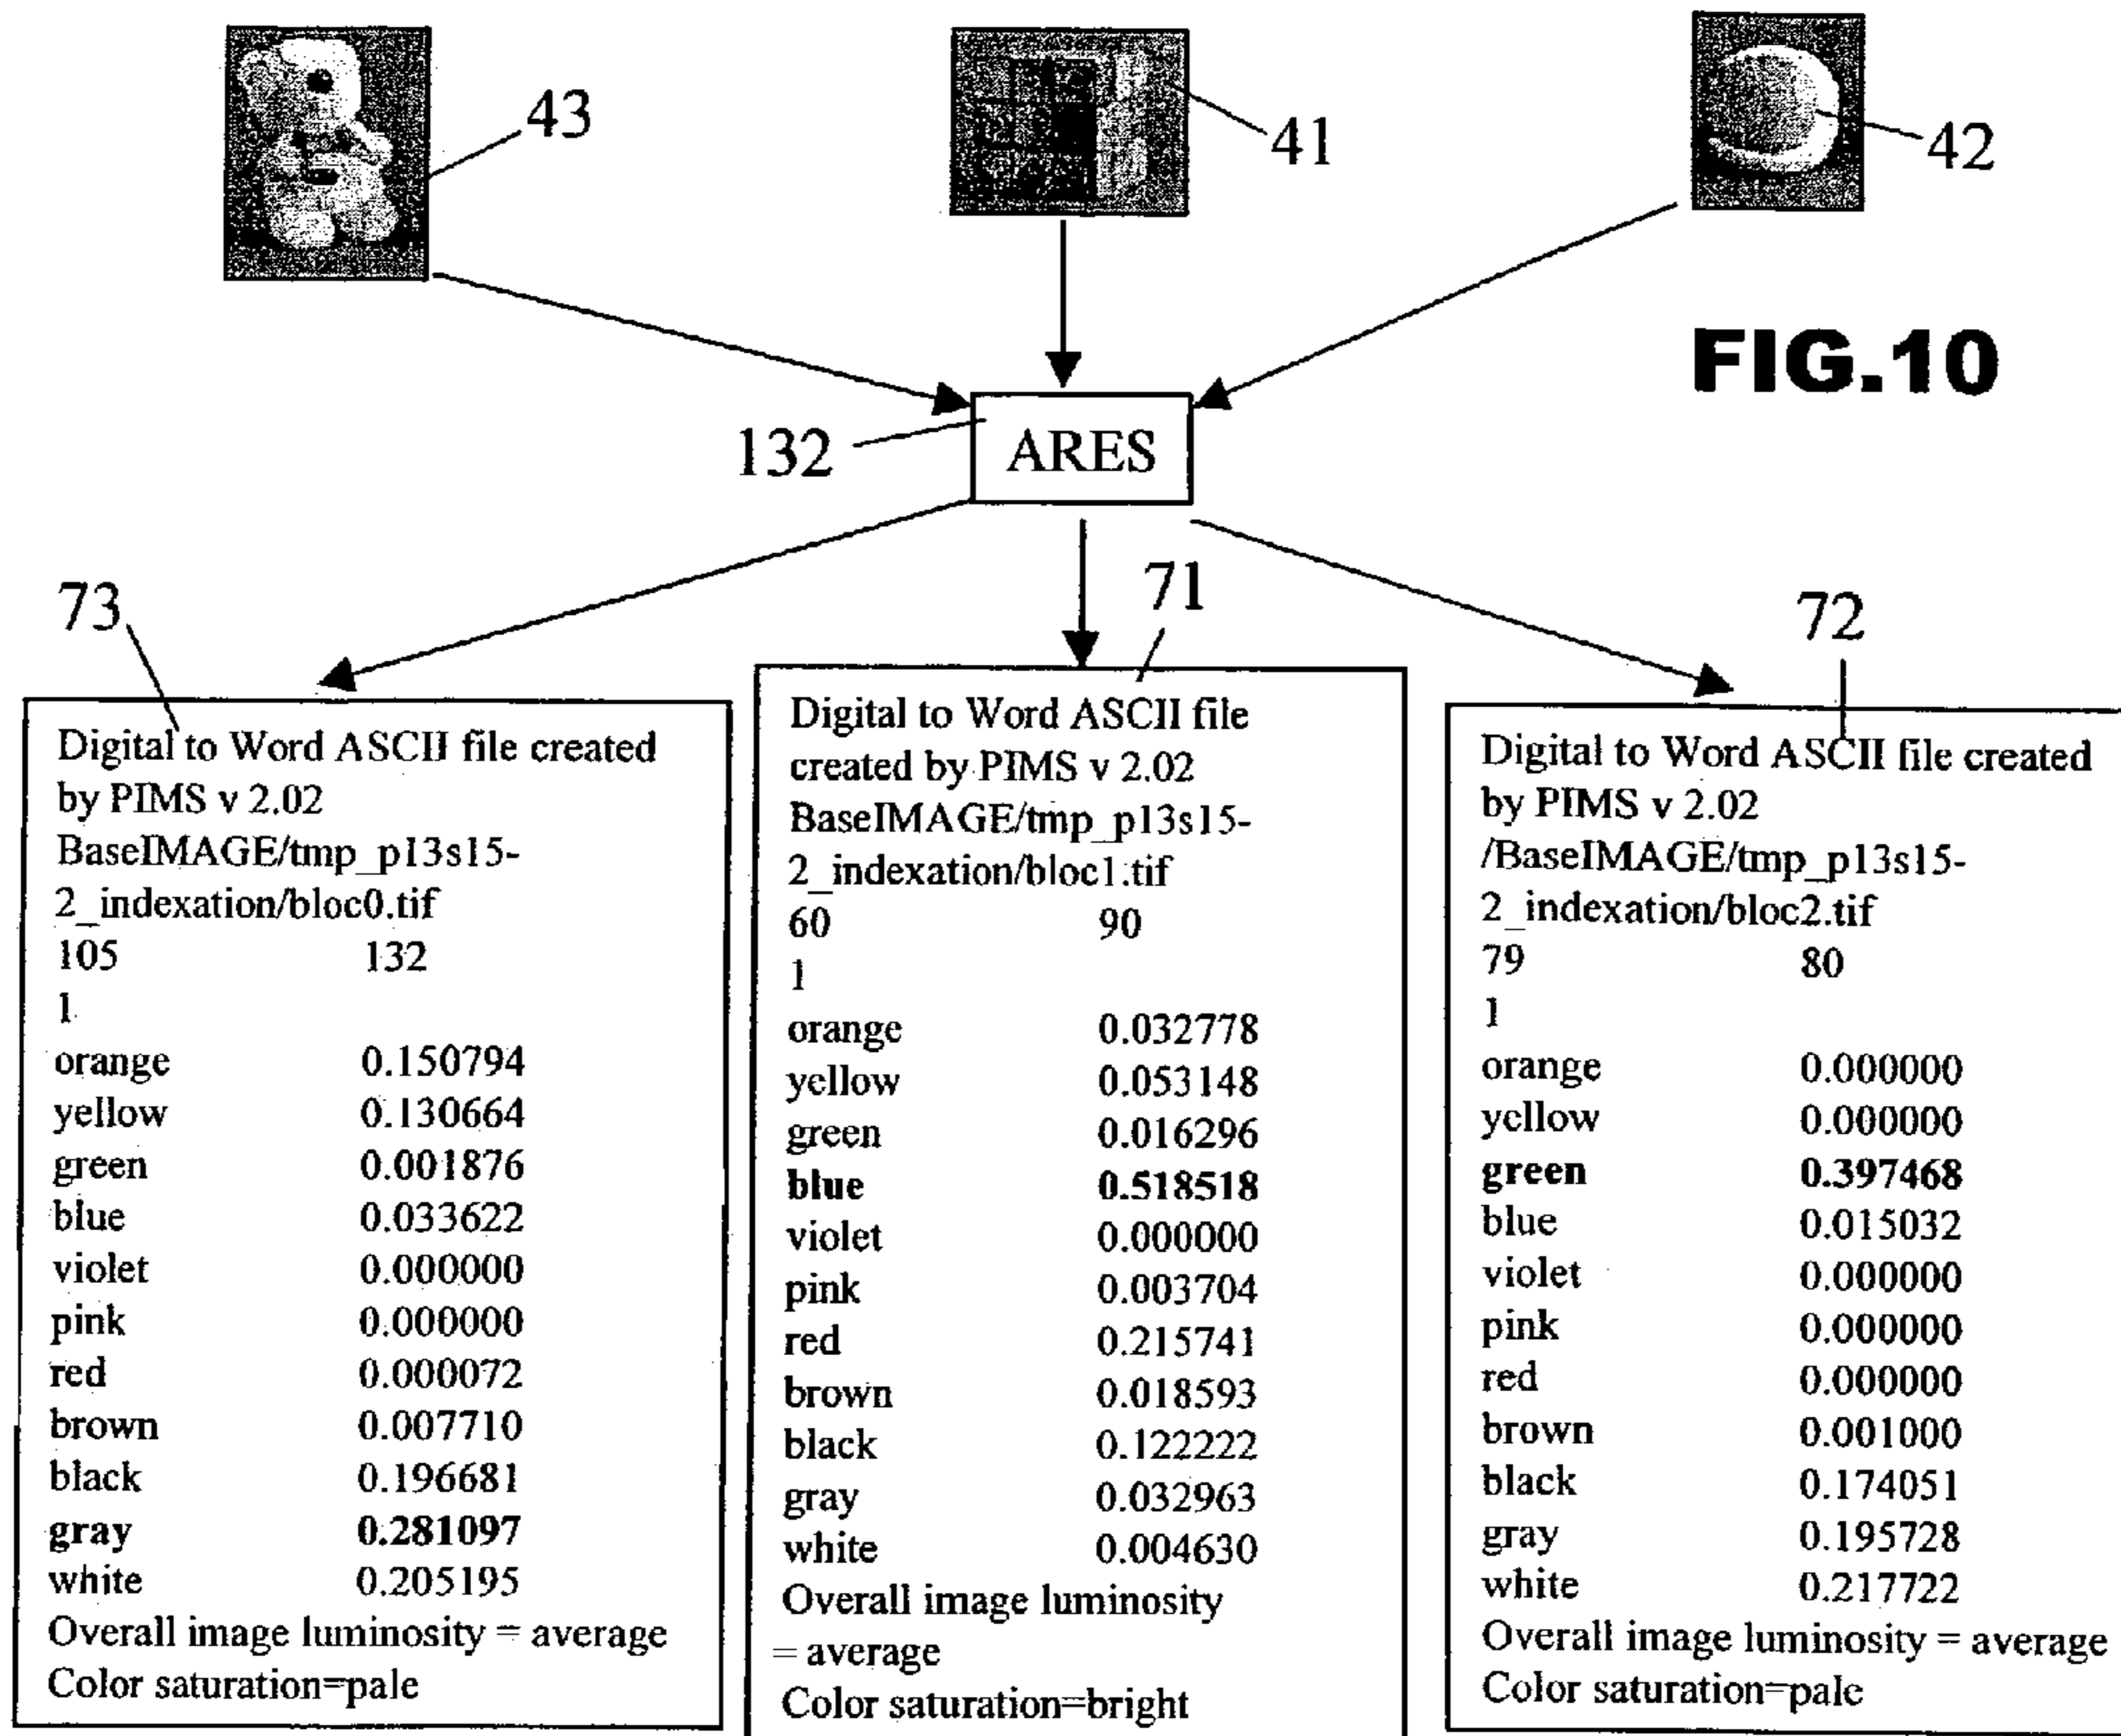 43
41
42
FIG.10
132
ARES
73
71
72
Digital to Word ASCII file created
by PIMS v 2.02
BaseIMAGE/tmp_p13s15-
2_indexation/bloc0.tif
105 132
1
orange 0.150794
yellow 0.130664
green 0.001876
blue 0.033622
violet 0.000000
pink 0.000000
red 0.000072
brown 0.007710
black 0.196681
gray 0.281097
white 0.205195
Overall image luminosity = average
Color saturation=pale
Digital to Word ASCII file
created by PIMS v 2.02
BaseIMAGE/tmp_p13s15-
2_indexation/bloc1.tif
60 90
1
orange 0.032778
yellow 0.053148
green 0.016296
blue 0.518518
violet 0.000000
pink 0.003704
red 0.215741
brown 0.018593
black 0.122222
gray 0.032963
white 0.004630
Overall image luminosity
= average
Color saturation=bright
Digital to Word ASCII file created
by PIMS v 2.02
/BaseIMAGE/tmp_p13s15-
2_indexation/bloc2.tif
79 80
1
orange 0.000000
yellow 0.000000
green 0.397468
blue 0.015032
violet 0.000000
pink 0.000000
red 0.000000
brown 0.001000
black 0.174051
gray 0.195728
white 0.217722
Overall image luminosity = average
Color saturation=pale